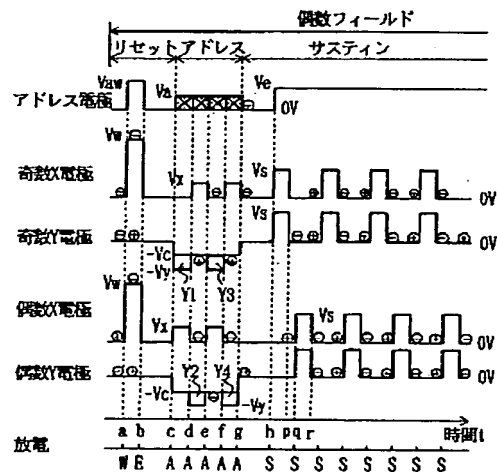 偶数フィールド
リセット アドレス サスティン
Vaw Va Ve
アドレス電極 0V
Vw
奇数X電極 Vx Vs 0V
奇数Y電極 Vs 0V
-Vc
-Vy
Y1 Y3
Vw
偶数X電極 Vx Vs 0V
偶数Y電極 Y2 Y4 0V
-Vc -Vy
a b c d e f g h p q r 時間t
放電 W E A A A A A S S S S S S S S